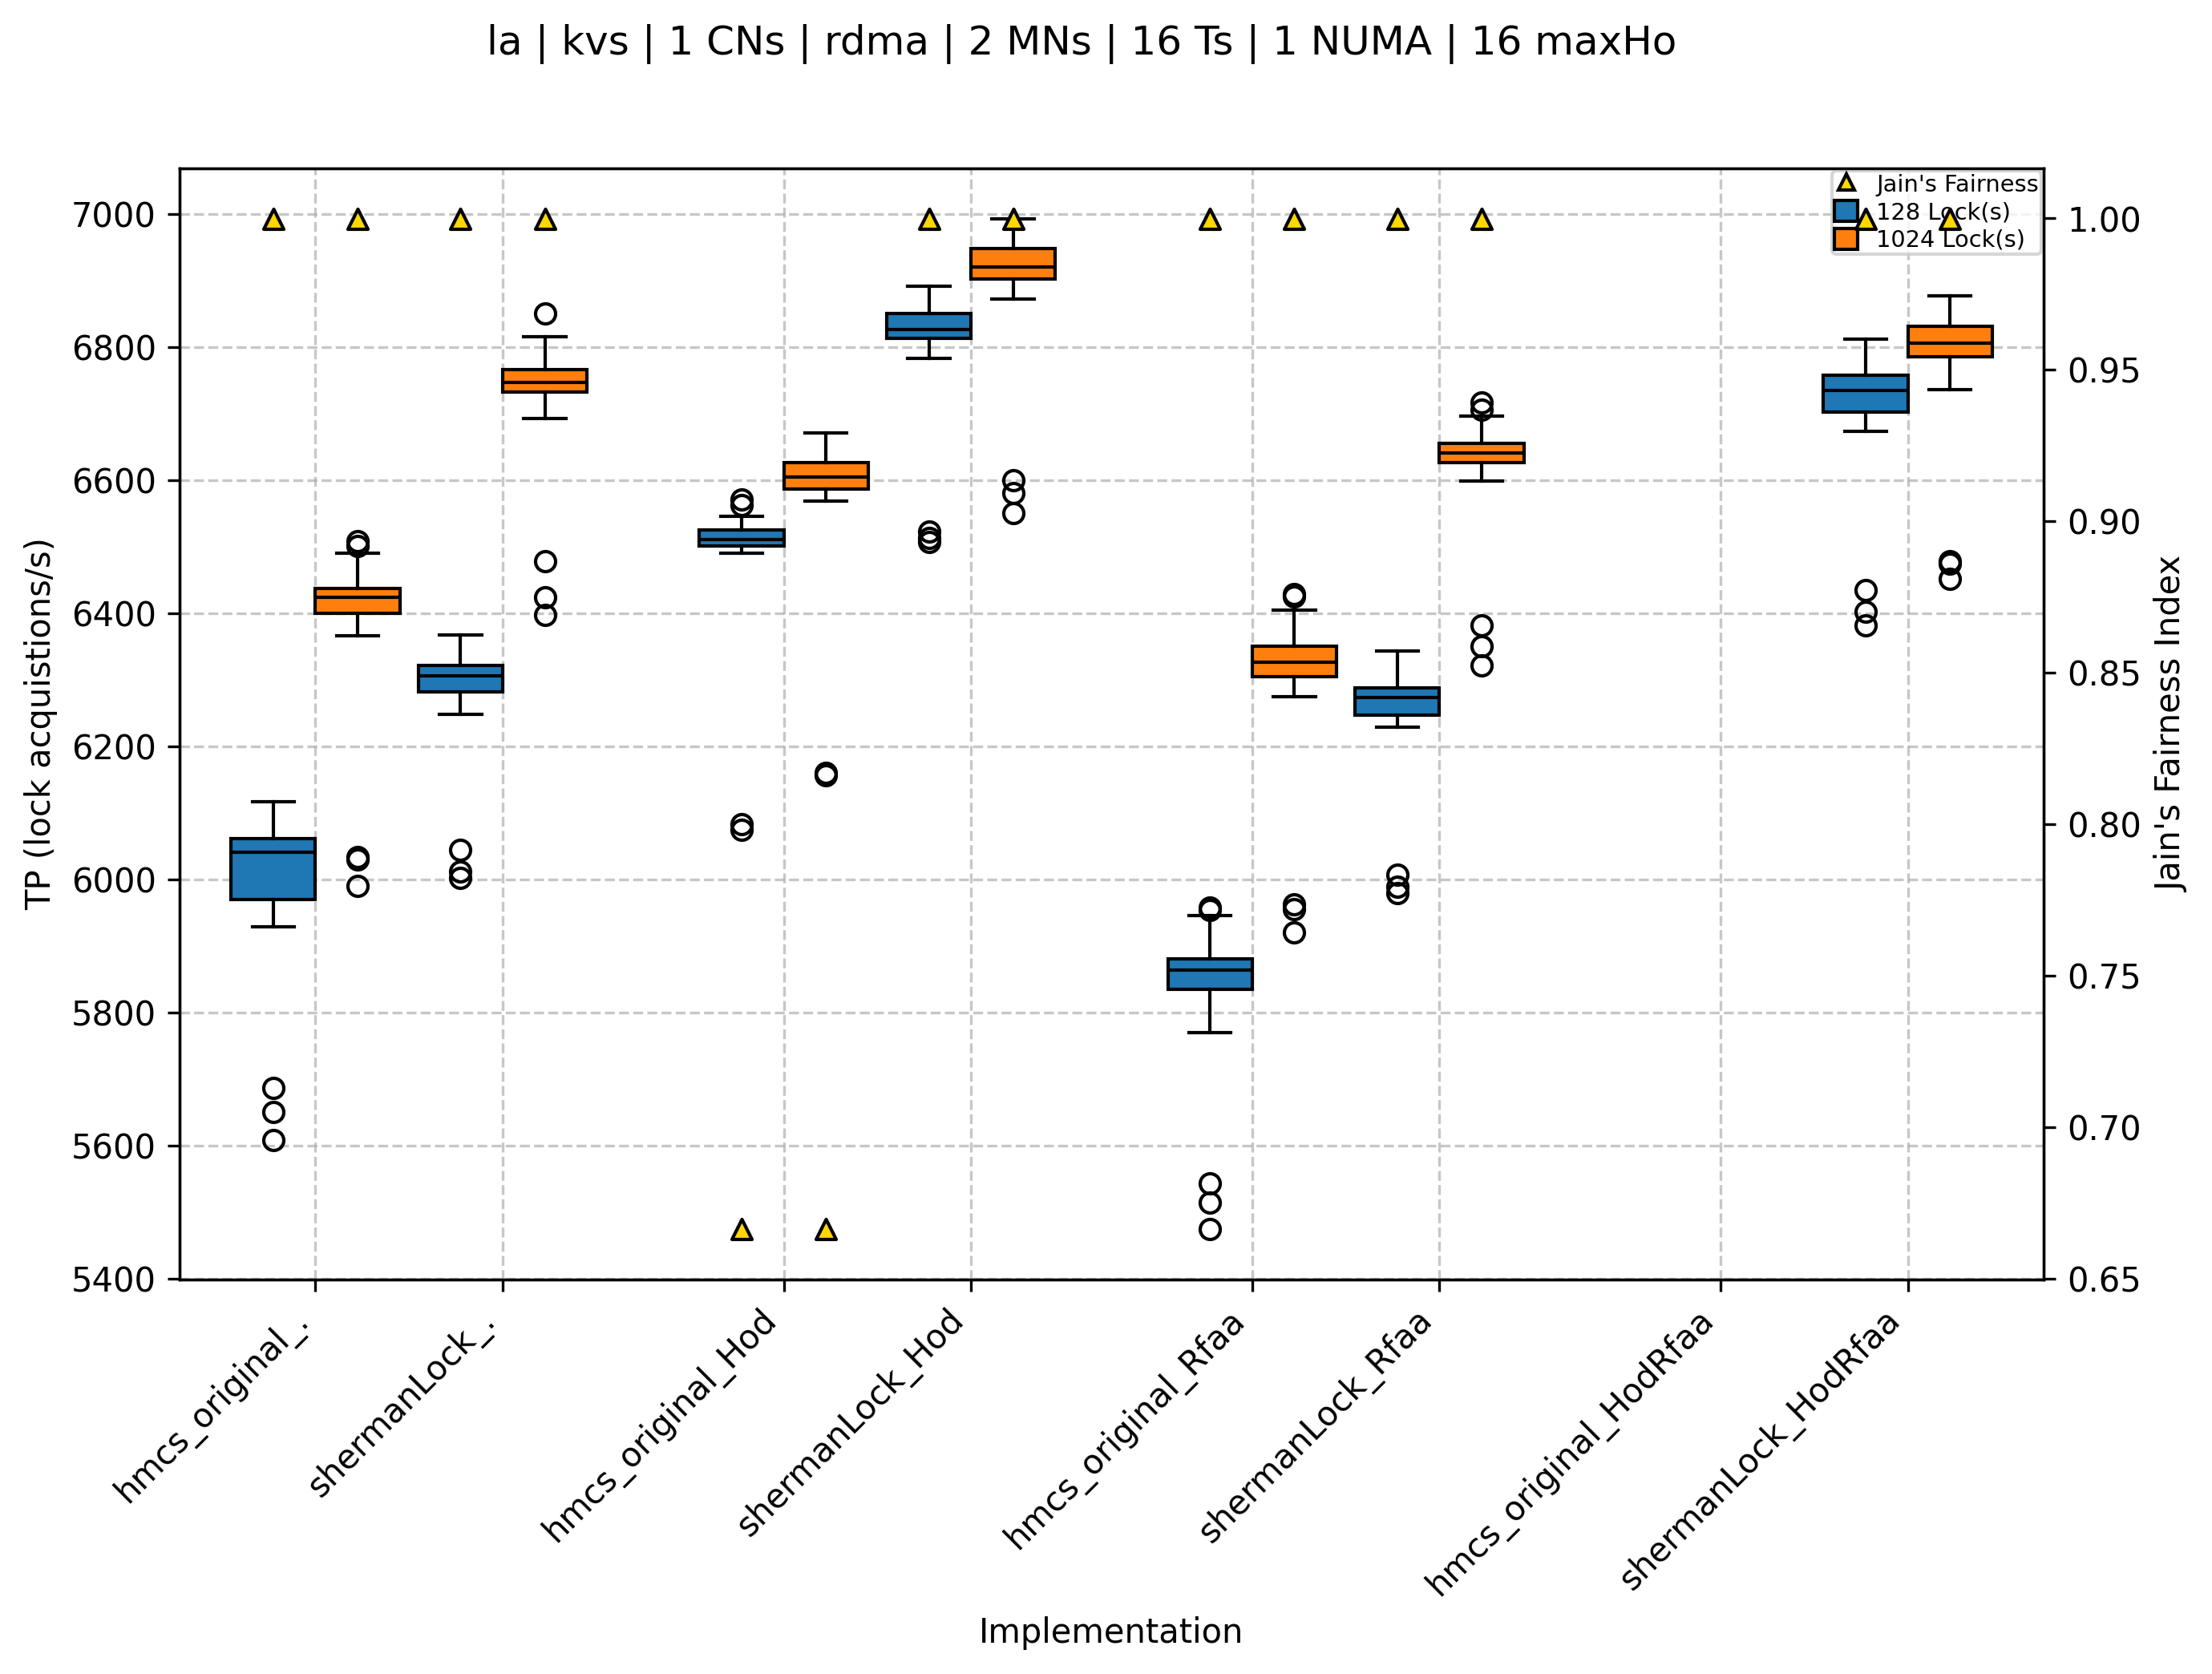 la | kvs | 1 CNs | rdma | 2 MNs | 16 Ts | 1 NUMA | 16 maxHo
Jain's Fairness
128 Lock(s)
1024 Lock(s)
TP (lock acquistions/s)
7000
6800
6600
6400
6200
6000
5800
5600
5400
1.00
0.95
0.90
0.85
0.80
0.75
0.70
0.65
Jain's Fairness Index
hmcs_original_.
shermanLock_.
hmcs_original_Hod
shermanLock_Hod
hmcs_original_Rfaa
shermanLock_Rfaa
hmcs_original_HodRfaa
shermanLock_HodRfaa
Implementation